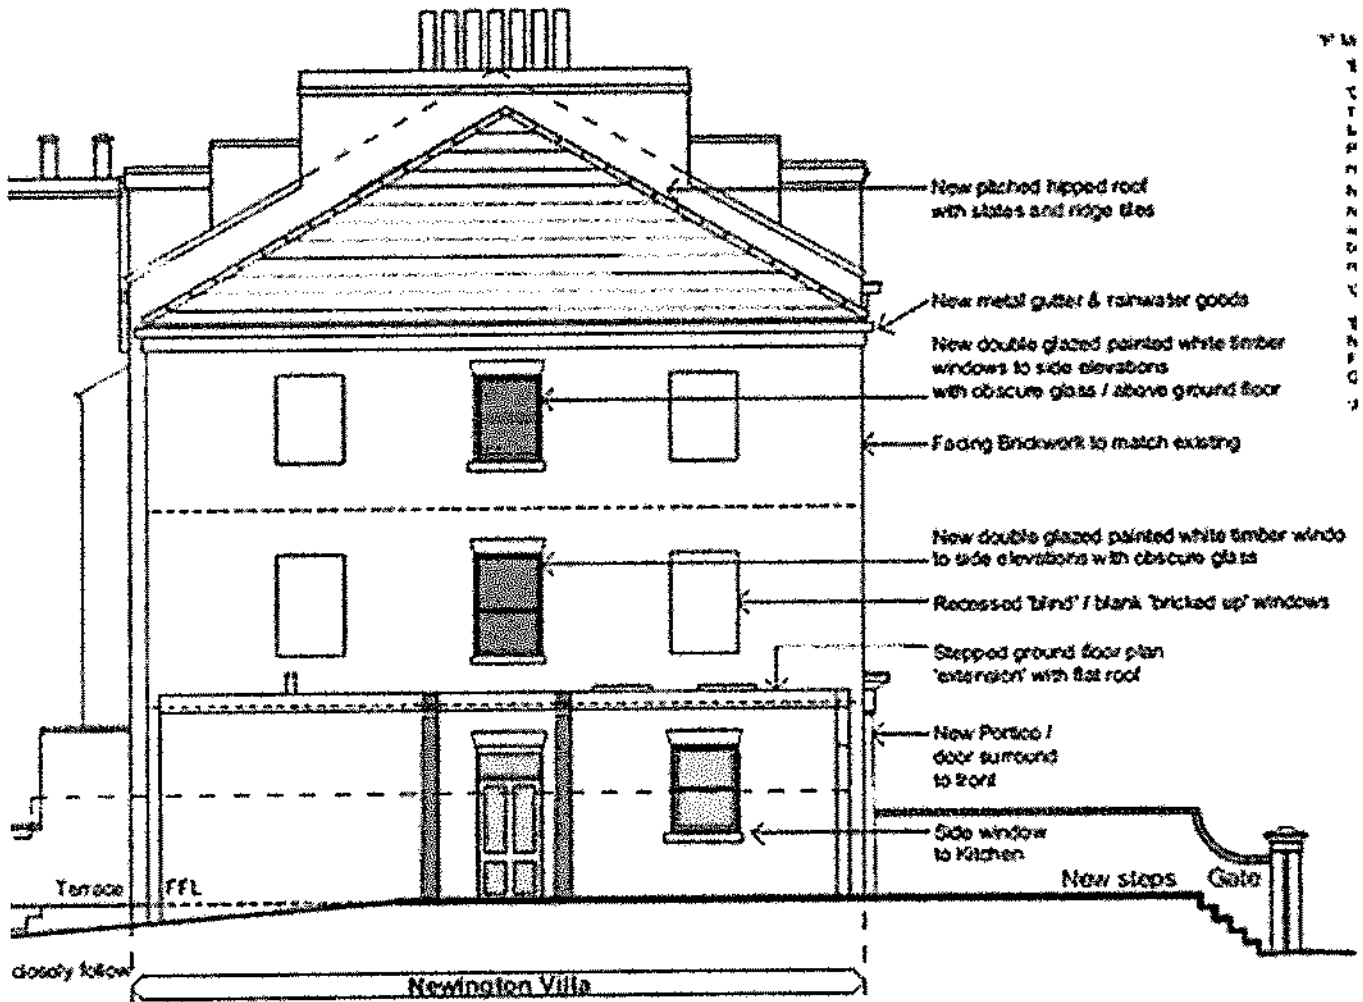 New pitched hipped roof
with slates and ridge tiles
New metal gutter & rainwater goods
New double glazed painted white timber
windows to side elevations
with obscure glass / above ground floor
Facing Brickwork to match existing
New double glazed painted white timber windo
to side elevations with obscure glass
Recessed 'blind' / blank 'bricked up' windows
Stepped ground floor plan
'extension' with flat roof
New Portico /
door surround
to front
Side window
to Kitchen
Terrace
FFL
New steps
Gate
closely follow
Newington Villa